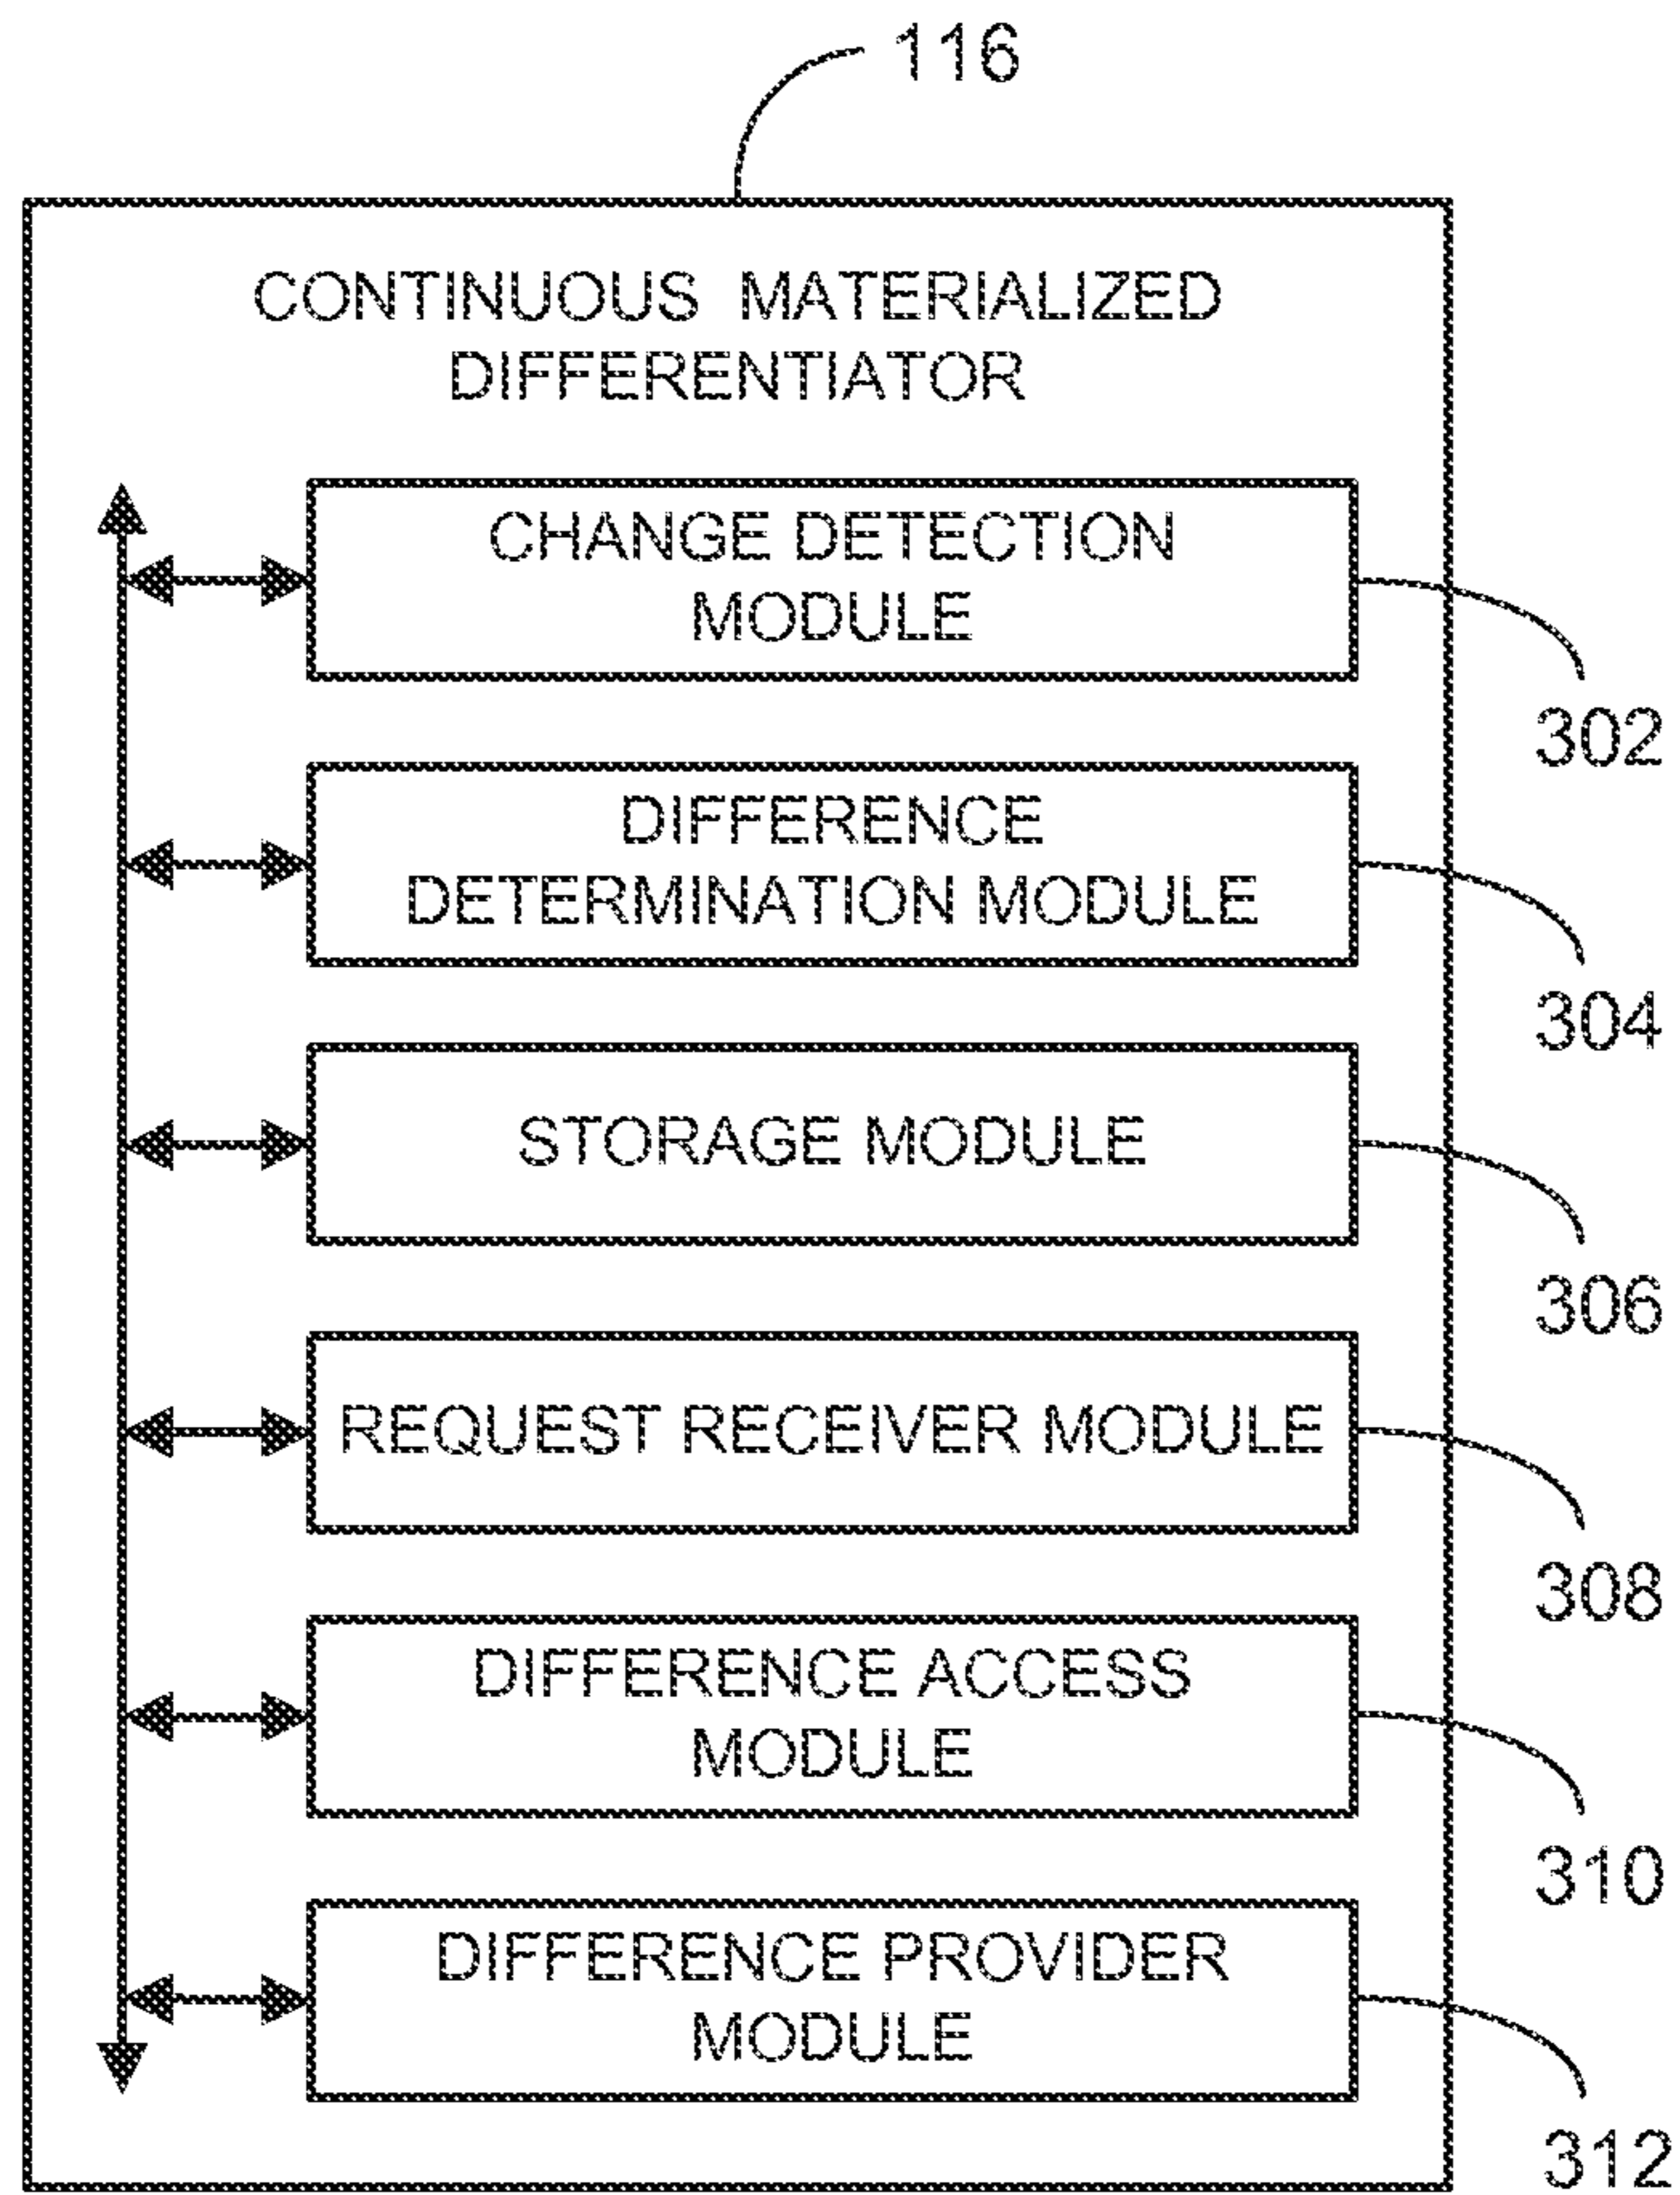 116
CONTINUOUS MATERIALIZED
DIFFERENTIATOR
CHANGE DETECTION
MODULE
302
DIFFERENCE
DETERMINATION MODULE
304
STORAGE MODULE
306
REQUEST RECEIVER MODULE
308
DIFFERENCE ACCESS
MODULE
310
DIFFERENCE PROVIDER
MODULE
312